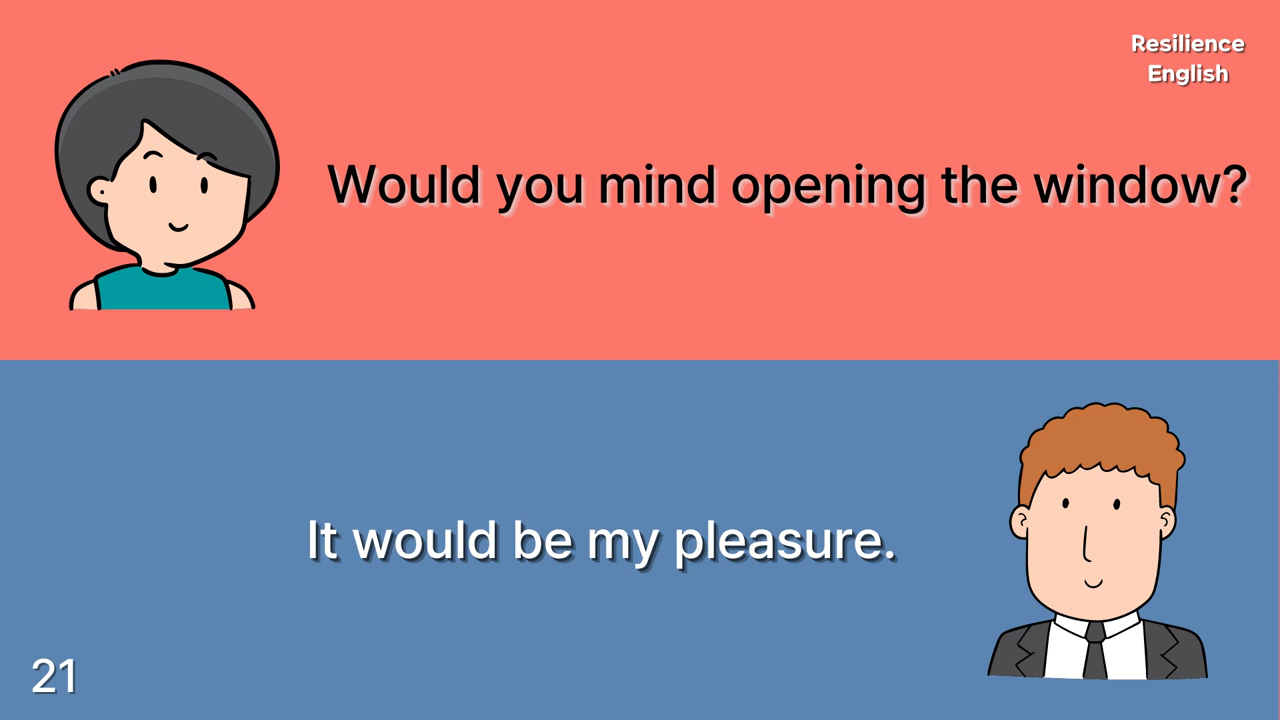 Resilience
English
Would you mind opening the window?
It would be my pleasure.
21